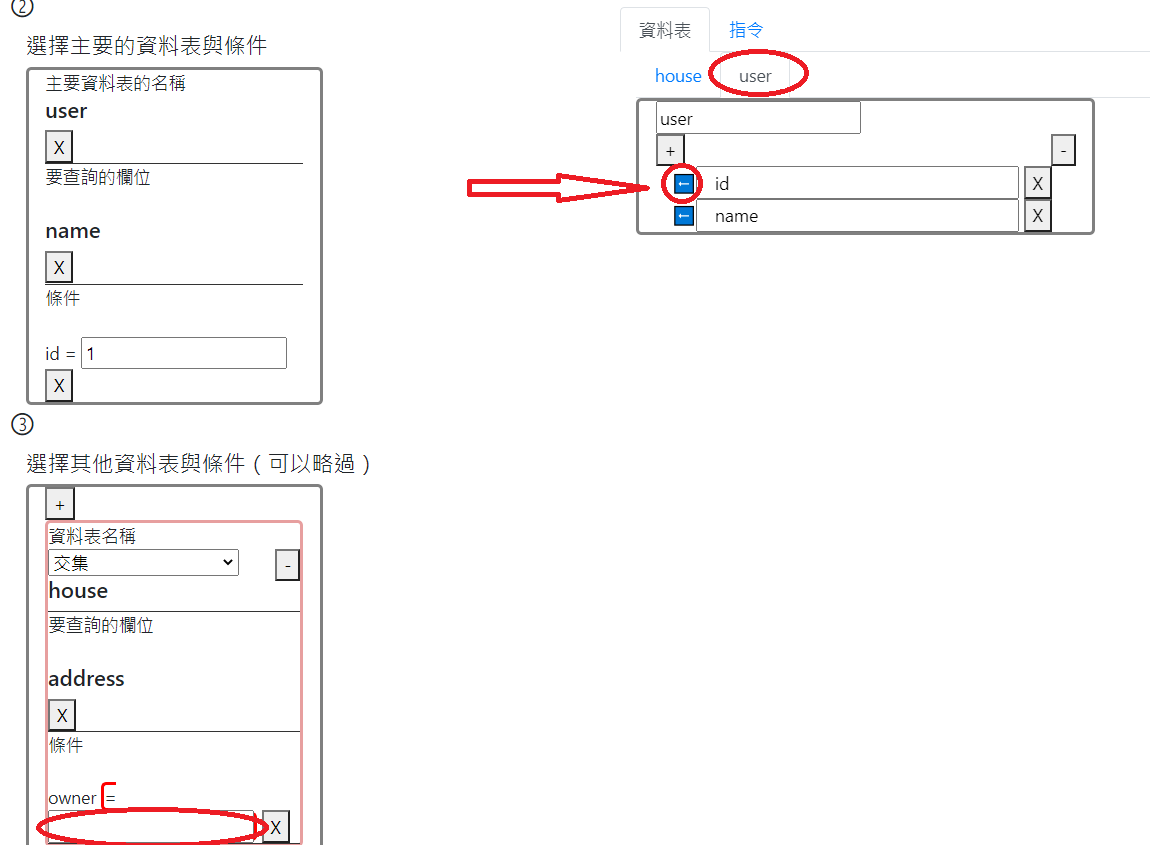 ②
選擇主要的資料表與條件
主要資料表的名稱
user
X
要查詢的欄位
name
X
條件
id = 1
X
③
選擇其他資料表與條件 ( 可以略過 )
+
資料表名稱
交集
-
house
要查詢的欄位
address
X
條件
owner =
X
資料表 指令
house user
user
+ -
← id X
← name X